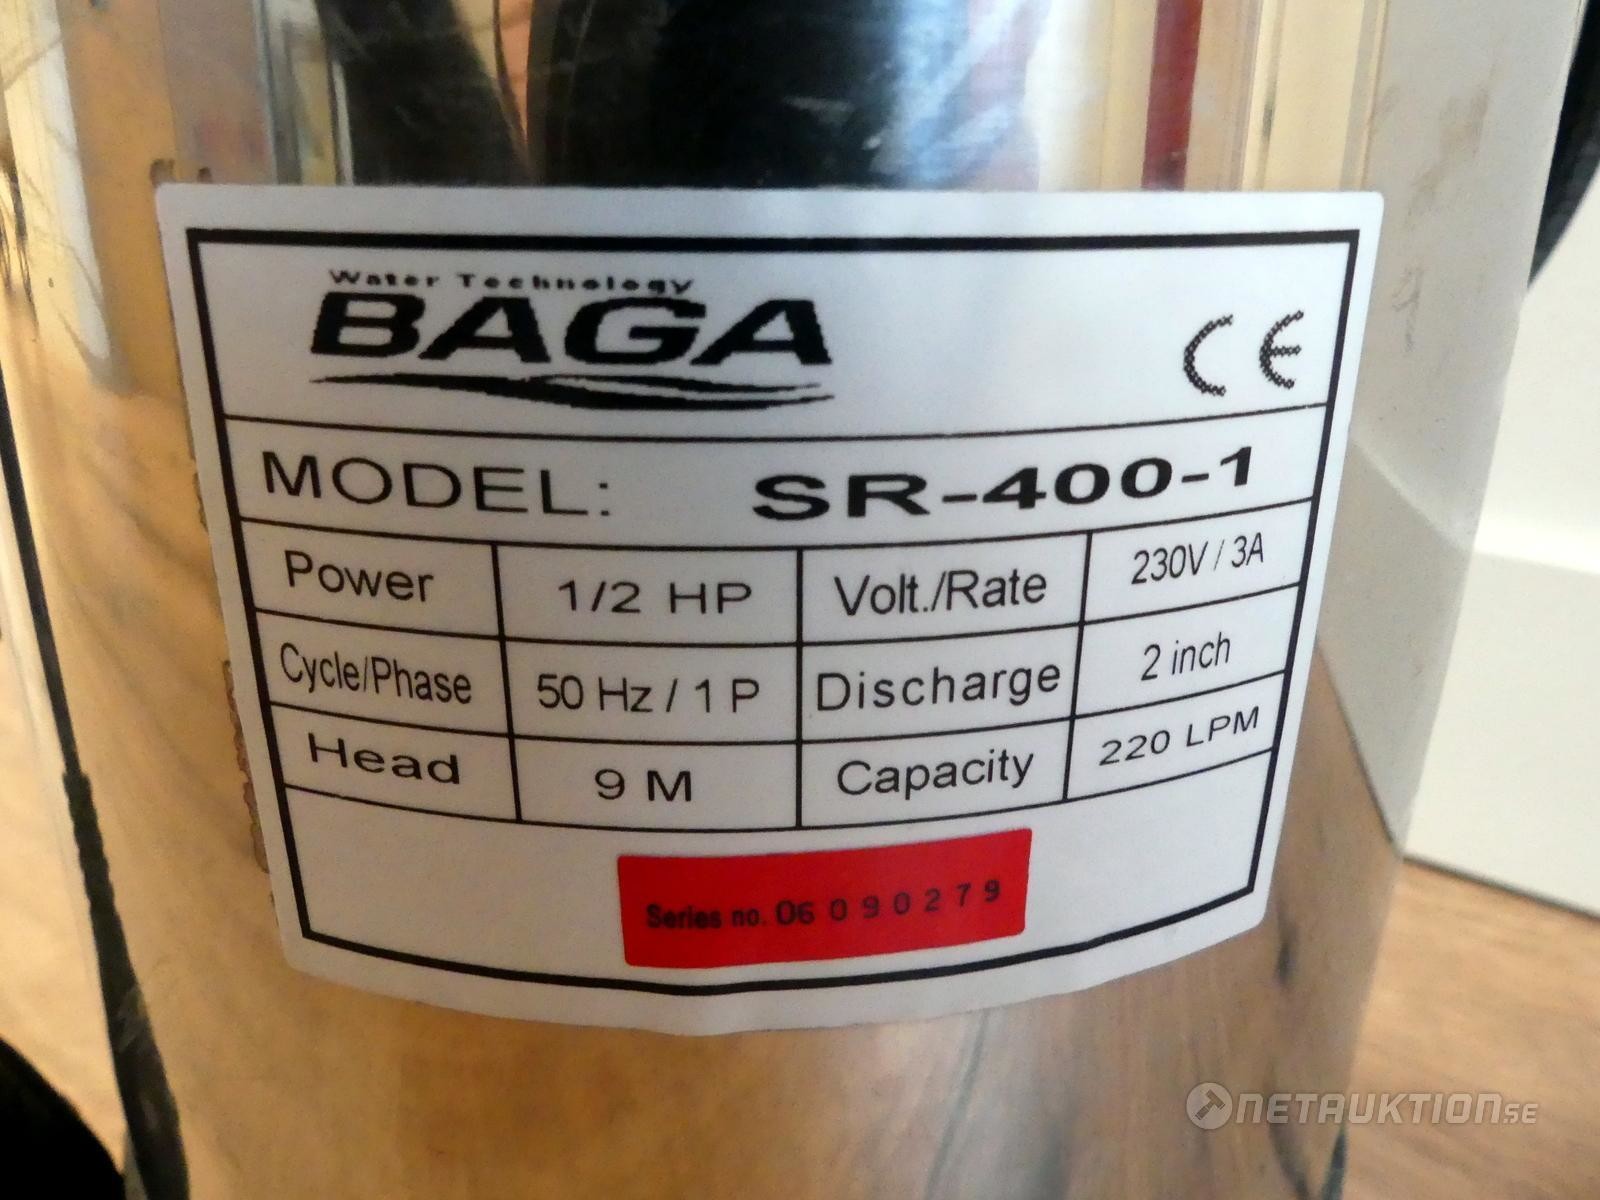 Water Technology
BAGA
CE
MODEL: SR-400-1
Power 1/2 HP Volt./Rate 230V / 3A
Cycle/Phase 50 Hz / 1 P Discharge 2 inch
Head 9 M Capacity 220 LPM
Series no. 06 090279
NETAUKTION.SE